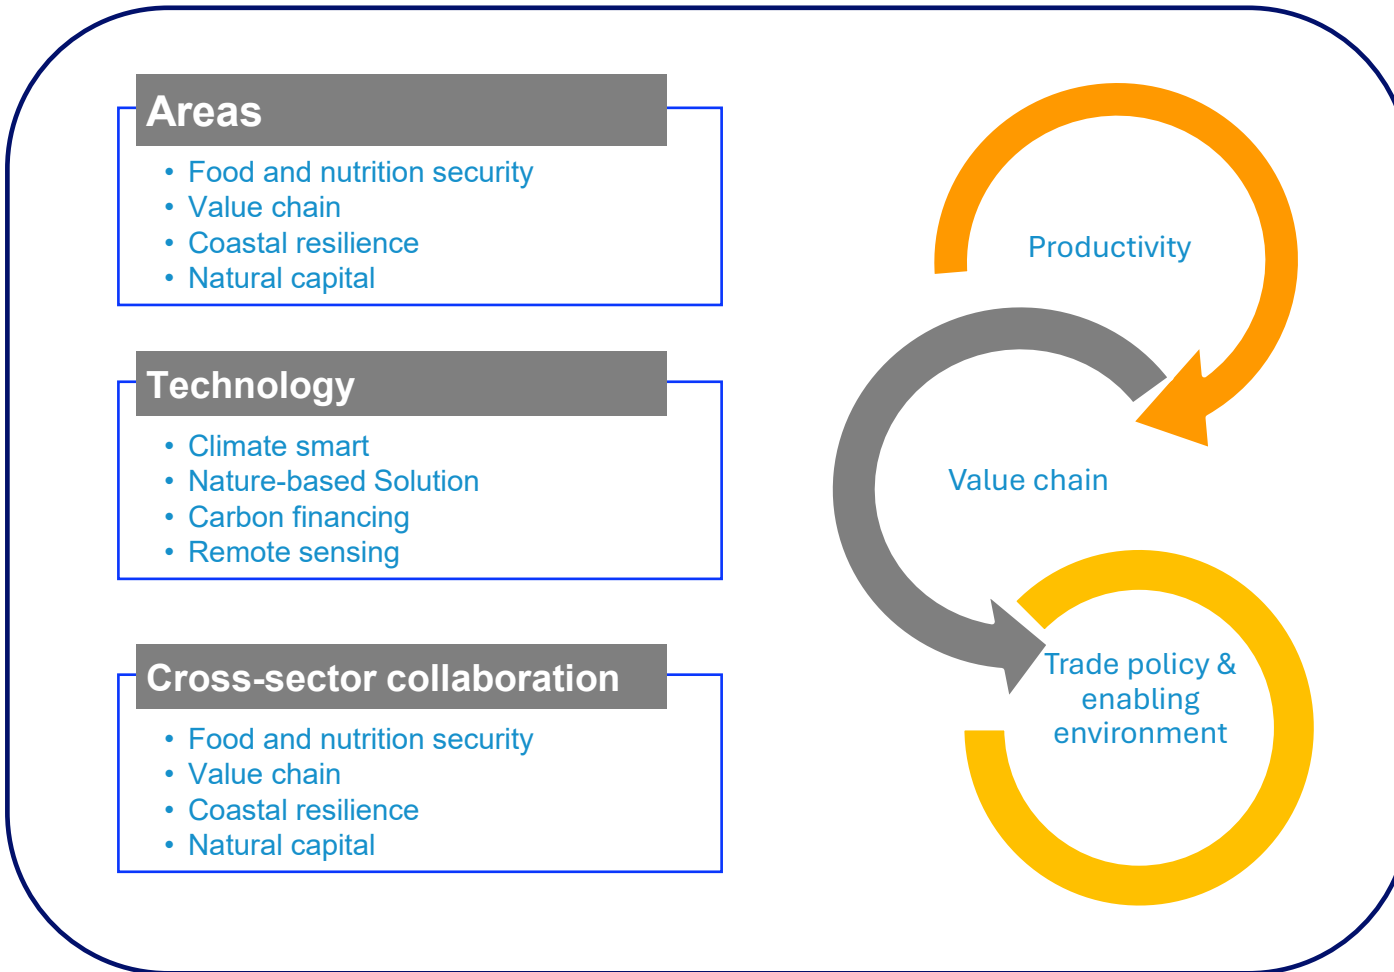 Areas
• Food and nutrition security
• Value chain
• Coastal resilience
• Natural capital
Technology
• Climate smart
• Nature-based Solution
• Carbon financing
• Remote sensing
Cross-sector collaboration
• Food and nutrition security
• Value chain
• Coastal resilience
• Natural capital
Productivity
Value chain
Trade policy &
enabling
environment